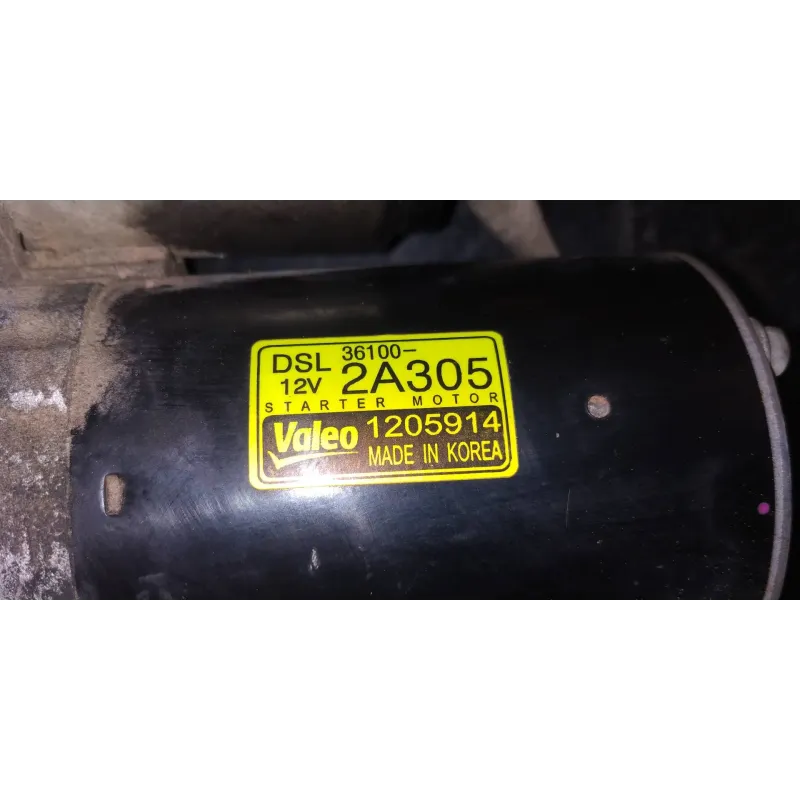 DSL 36100-
12V 2A305
STARTER MOTOR
Valeo 1205914
MADE IN KOREA